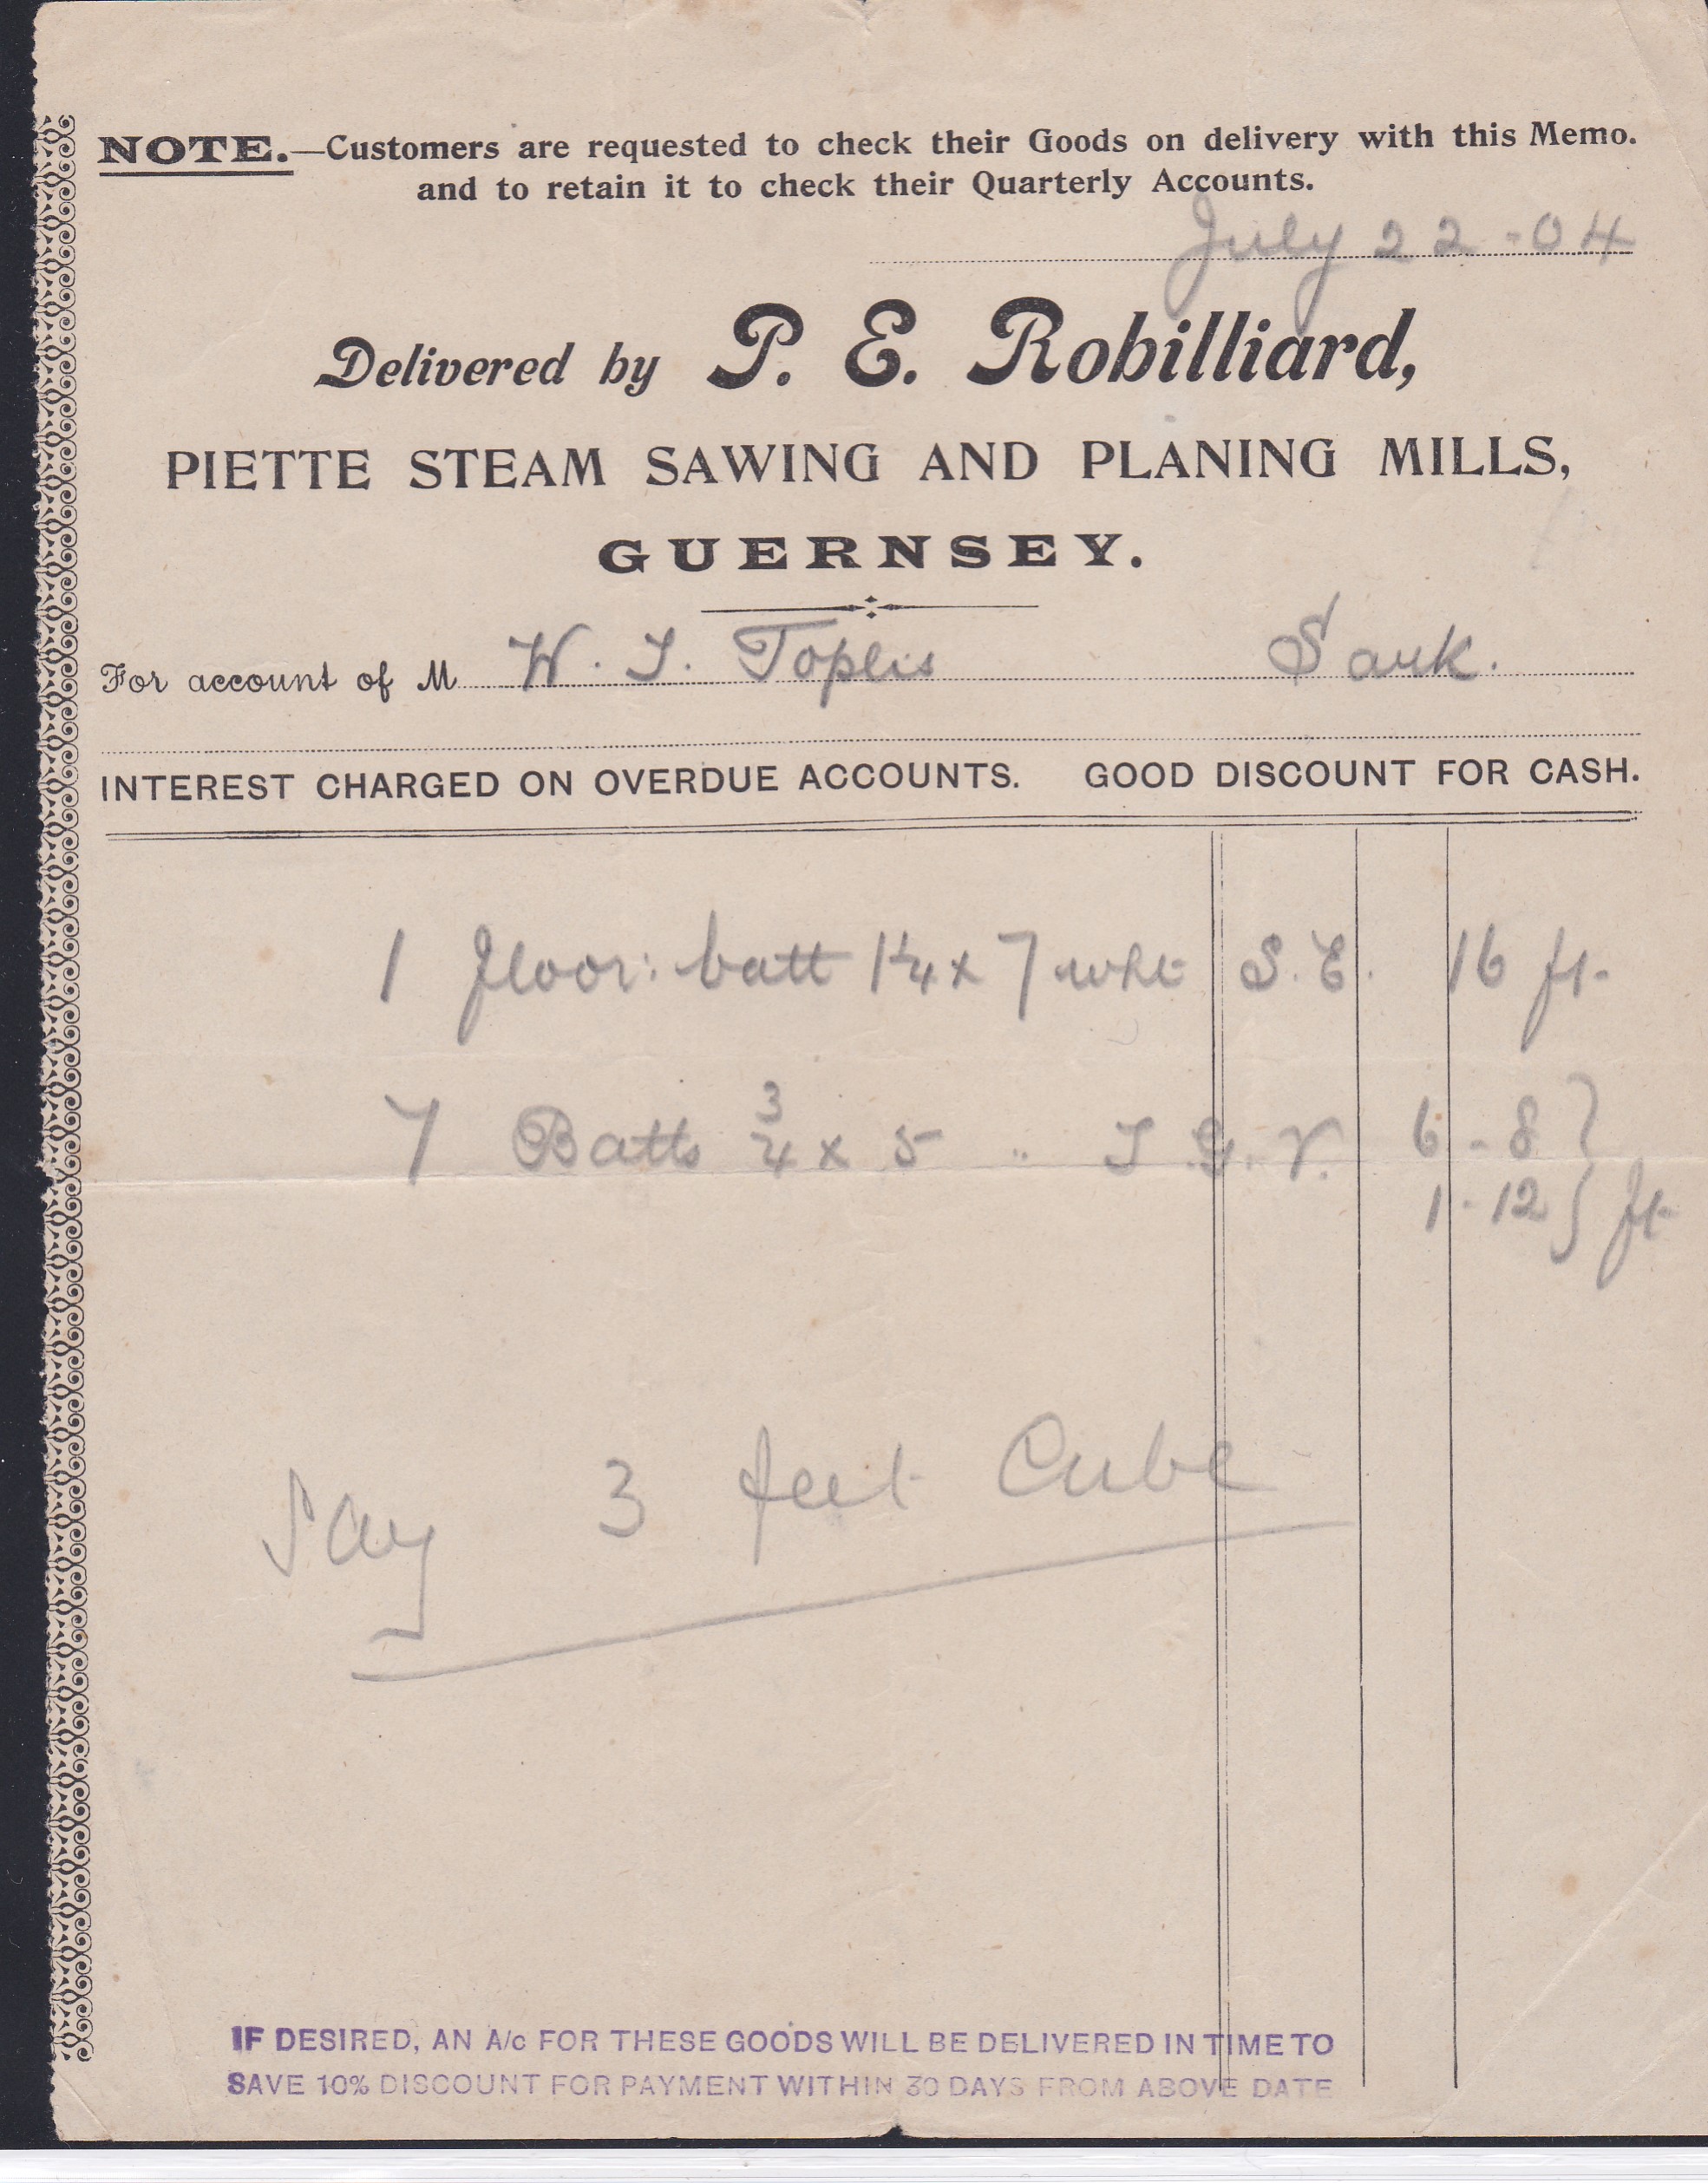 NOTE.—Customers are requested to check their Goods on delivery with this Memo.
and to retain it to check their Quarterly Accounts.
July 22-04
Delivered by P. E. Robilliard,
PIETTE STEAM SAWING AND PLANING MILLS,
GUERNSEY.
For account of M W. J. Toplis Sark.
INTEREST CHARGED ON OVERDUE ACCOUNTS. GOOD DISCOUNT FOR CASH.
1 floor: batt 1¼ x 7 wht S. E. 16 ft.
7 Batts ¾ x 5 " T. G. V. 6 - 8 }
1 - 12 } ft.
Say 3 feet Cube
IF DESIRED, AN A/c FOR THESE GOODS WILL BE DELIVERED IN TIME TO
SAVE 10% DISCOUNT FOR PAYMENT WITHIN 30 DAYS FROM ABOVE DATE